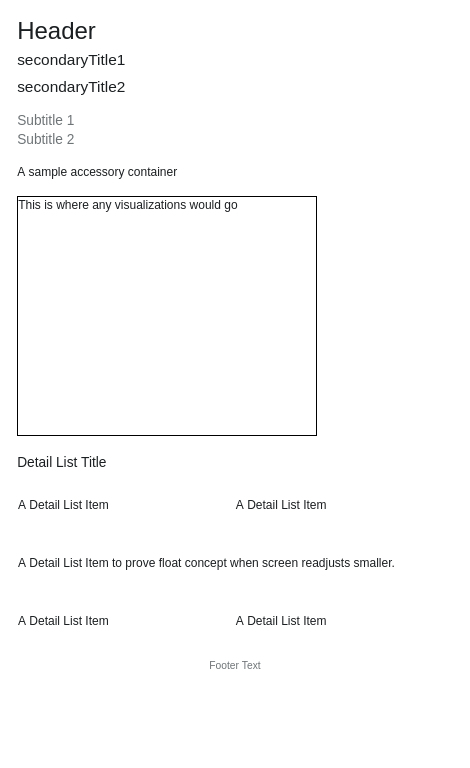 Header
secondaryTitle1
secondaryTitle2
Subtitle 1
Subtitle 2
A sample accessory container
This is where any visualizations would go
Detail List Title
A Detail List Item A Detail List Item
A Detail List Item to prove float concept when screen readjusts smaller.
A Detail List Item A Detail List Item
Footer Text